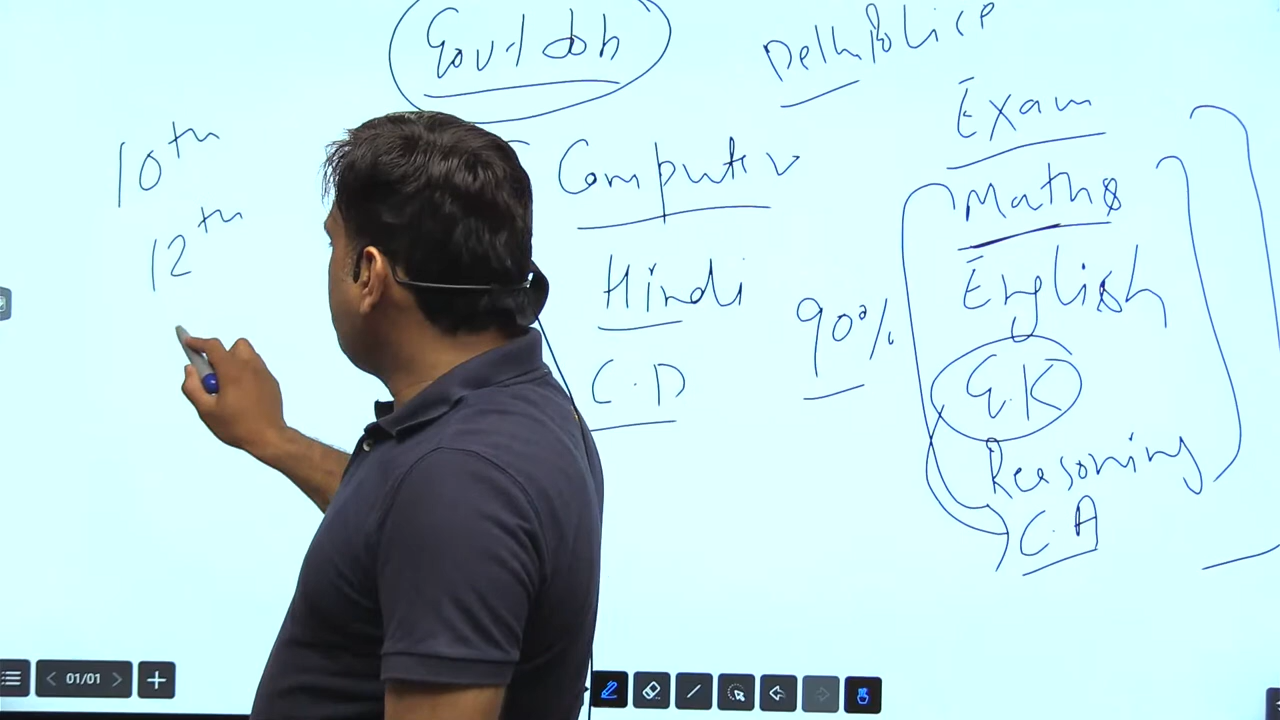 Govt Job
Delhi Police
Exam
10th
12th
Computer
Maths
Hindi
English
90%
C.D
G.K
Reasoning
C.A
01/01